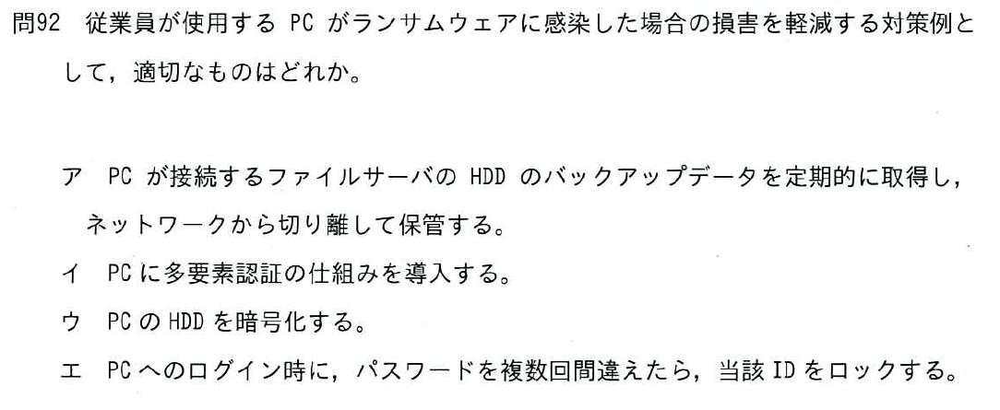 問92　従業員が使用する PC がランサムウェアに感染した場合の損害を軽減する対策例と
して，適切なものはどれか。
ア　PC が接続するファイルサーバの HDD のバックアップデータを定期的に取得し，
ネットワークから切り離して保管する。
イ　PC に多要素認証の仕組みを導入する。
ウ　PC の HDD を暗号化する。
エ　PC へのログイン時に，パスワードを複数回間違えたら，当該 ID をロックする。